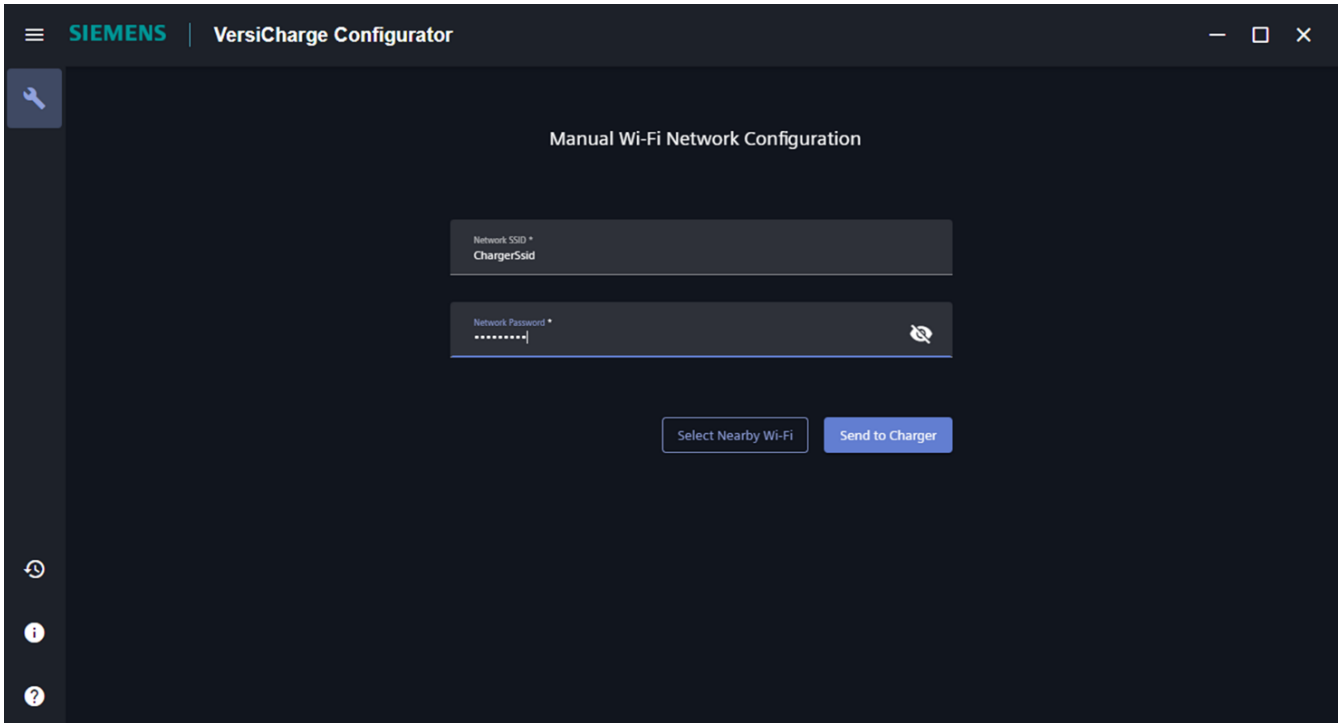 SIEMENS VersiCharge Configurator
Manual Wi-Fi Network Configuration
Network SSID *
ChargerSsid
Network Password *
•••••••••
Select Nearby Wi-Fi Send to Charger